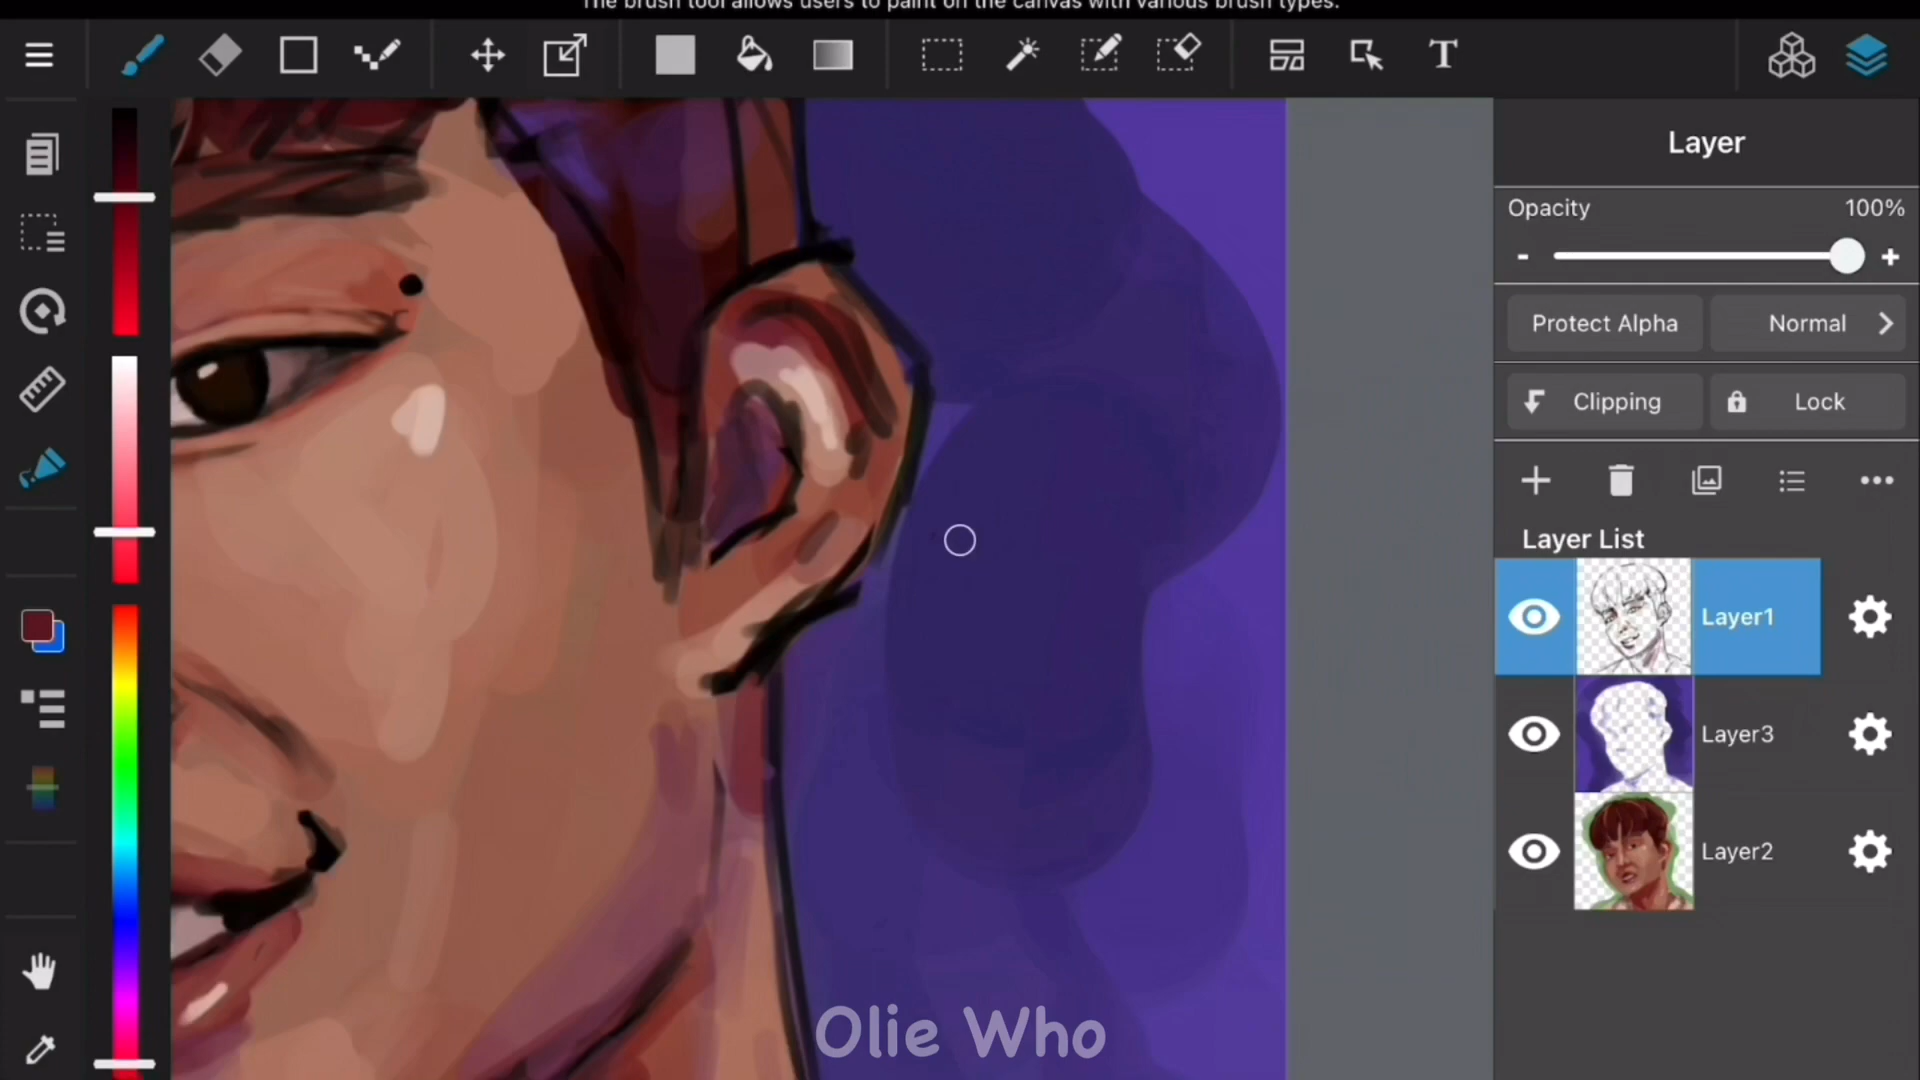 The brush tool allows users to paint on the canvas with various brush types.
T
Layer
Opacity 100%
- +
Protect Alpha Normal
Clipping Lock
Layer List
Layer1
Layer3
Layer2
Olie Who